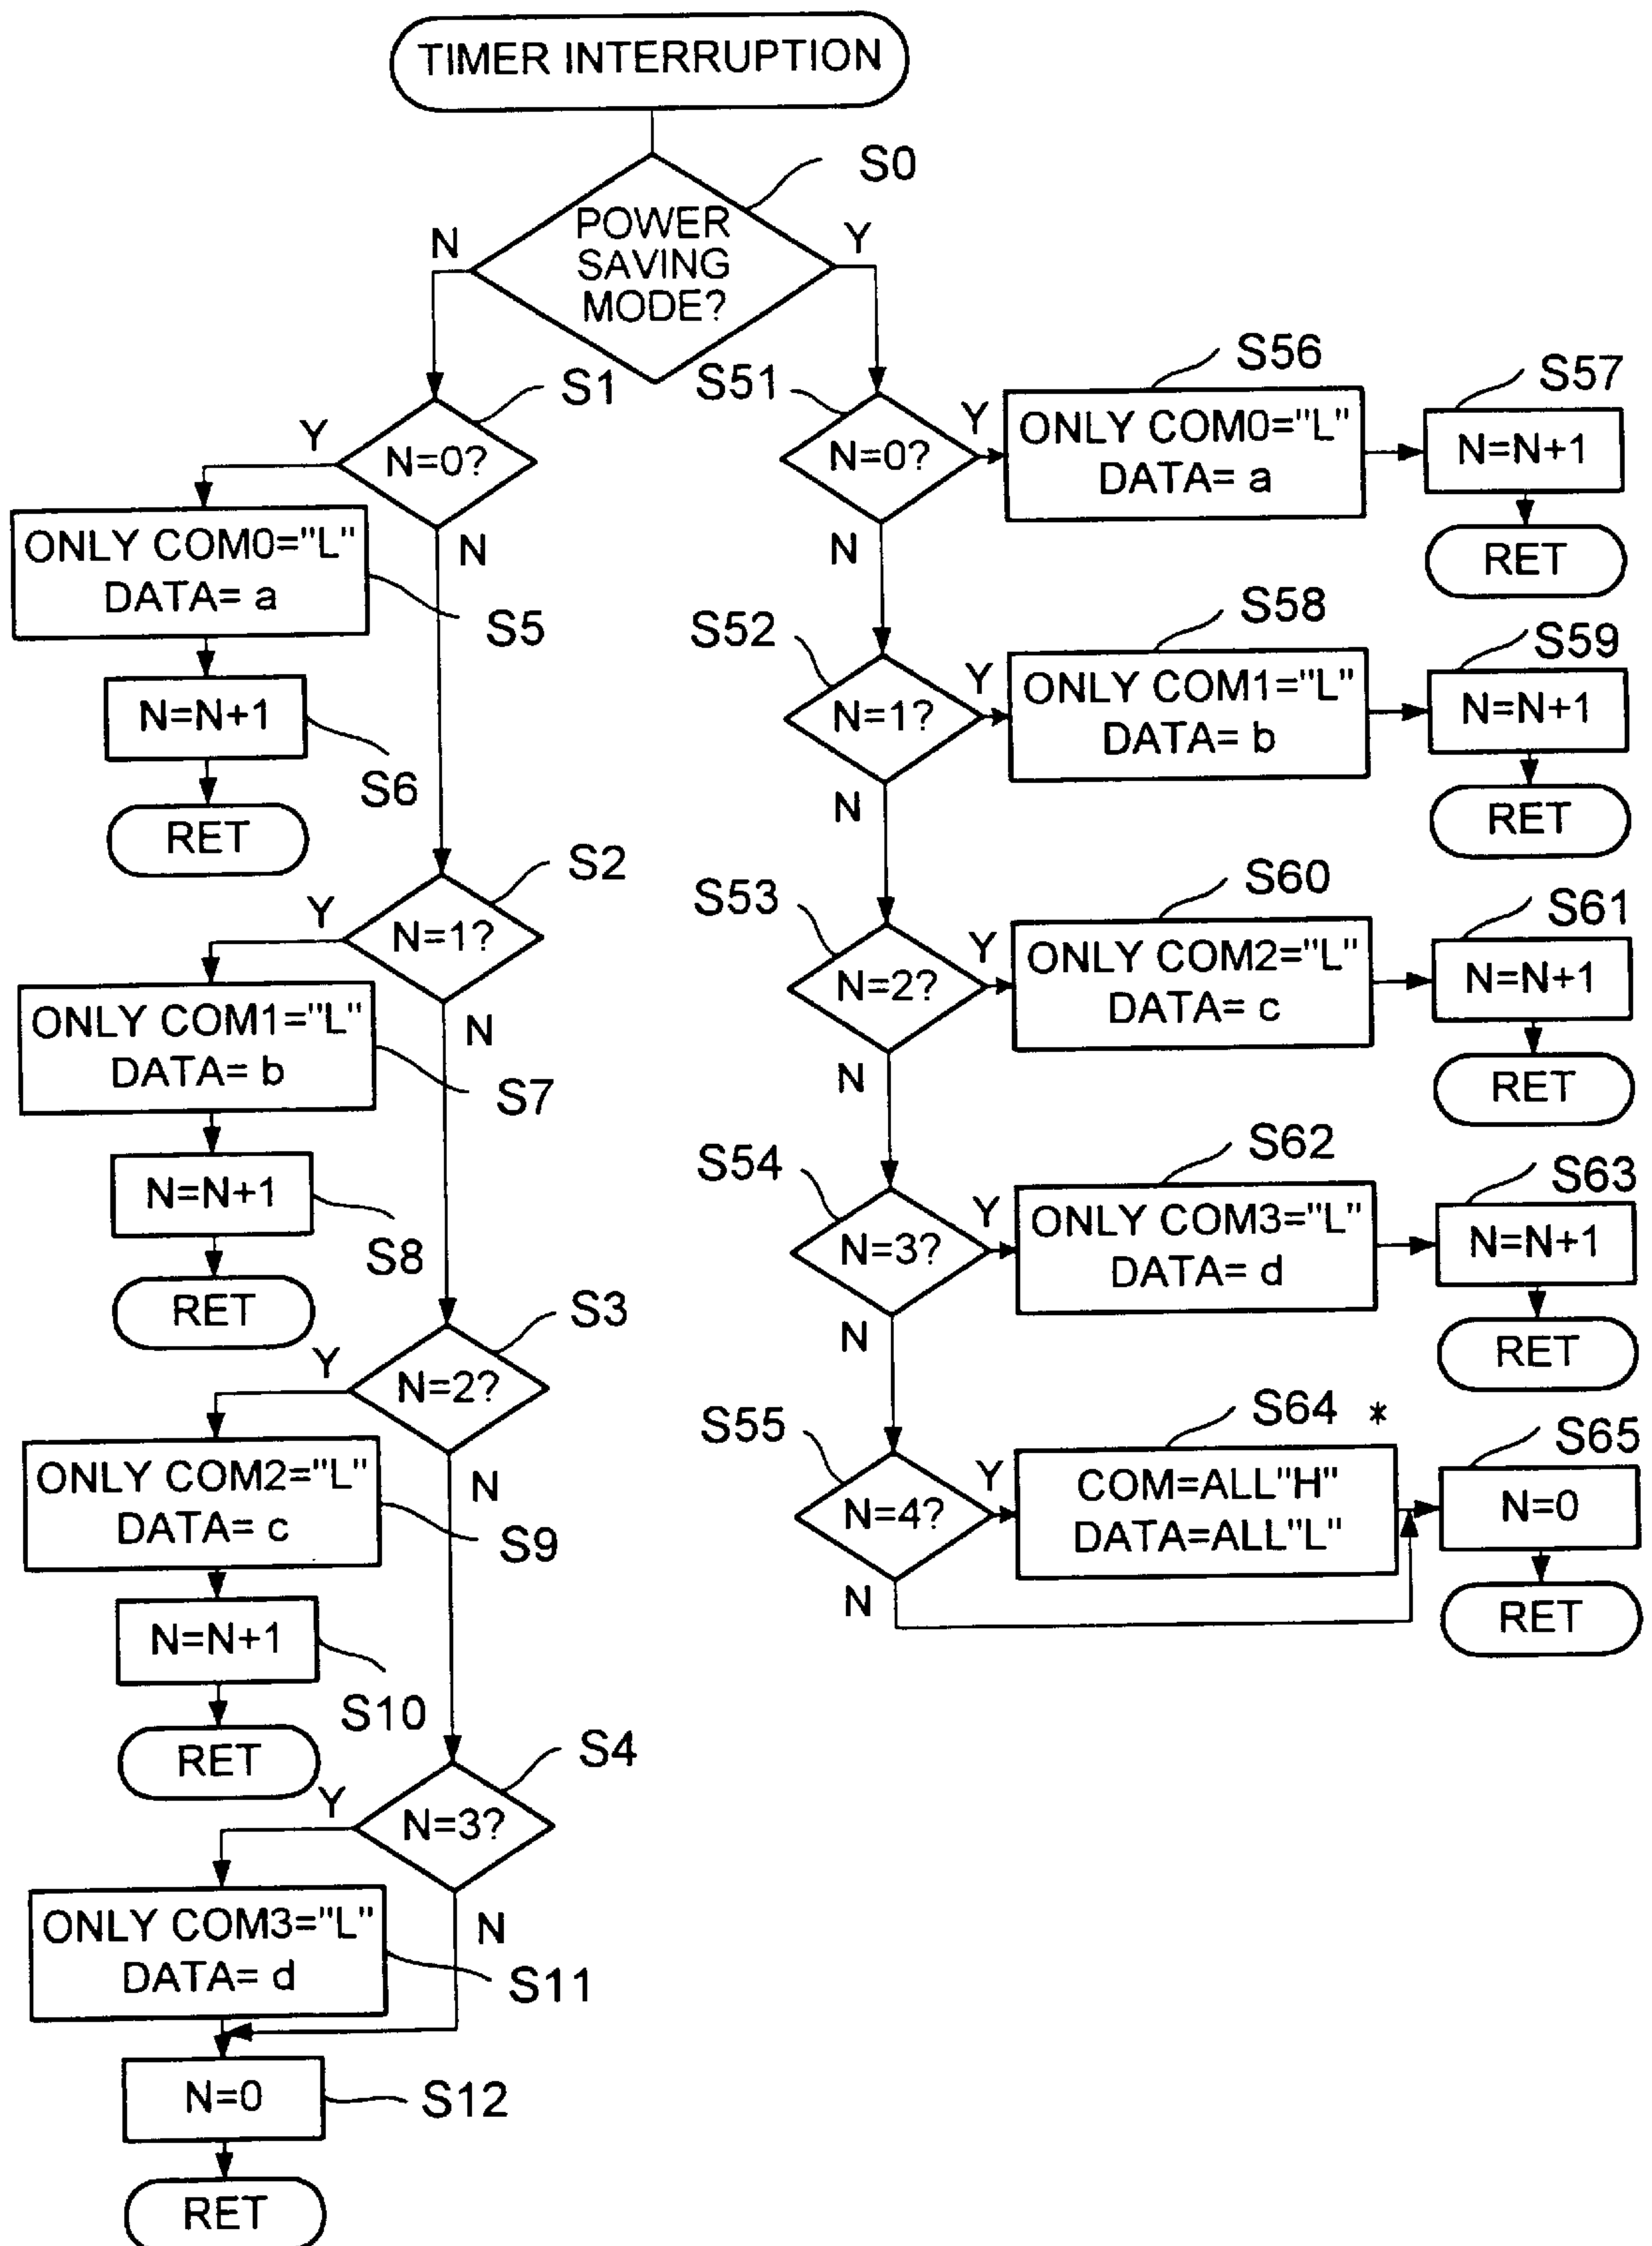 TIMER INTERRUPTION
S0
POWER
SAVING
MODE?
N
Y
S1
N=0?
Y
N
ONLY COM0="L"
DATA= a
S5
N=N+1
S6
RET
S2
N=1?
Y
N
ONLY COM1="L"
DATA= b
S7
N=N+1
S8
RET
S3
N=2?
Y
N
ONLY COM2="L"
DATA= c
S9
N=N+1
S10
RET
S4
N=3?
Y
N
ONLY COM3="L"
DATA= d
S11
N=0
S12
RET
S51
N=0?
Y
N
S56
ONLY COM0="L"
DATA= a
S57
N=N+1
RET
S52
N=1?
Y
N
S58
ONLY COM1="L"
DATA= b
S59
N=N+1
RET
S53
N=2?
Y
N
S60
ONLY COM2="L"
DATA= c
S61
N=N+1
RET
S54
N=3?
Y
N
S62
ONLY COM3="L"
DATA= d
S63
N=N+1
RET
S55
N=4?
Y
N
S64 *
COM=ALL"H"
DATA=ALL"L"
S65
N=0
RET